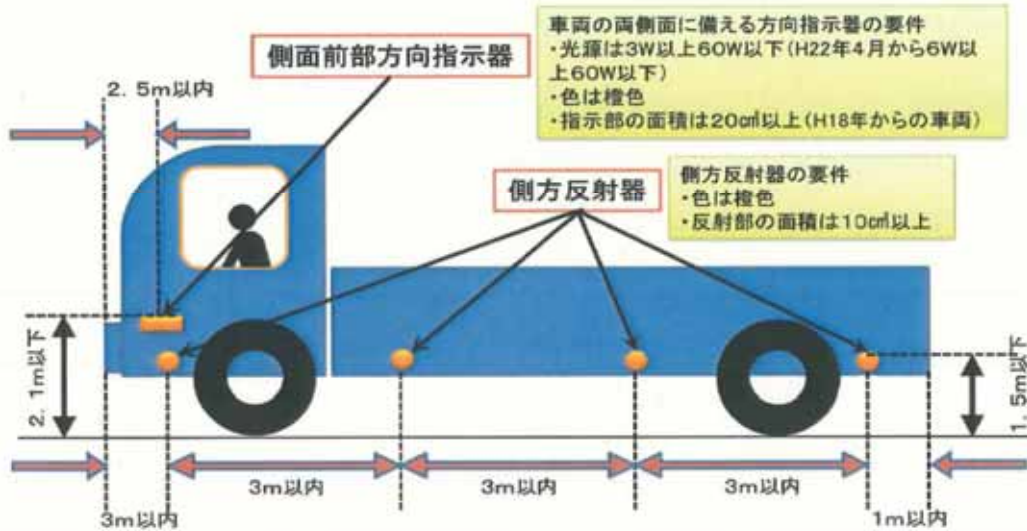 車両の両側面に備える方向指示器の要件
・光源は3W以上60W以下(H22年4月から6W以
上60W以下)
・色は橙色
・指示部の面積は20㎠以上(H18年からの車両)
側面前部方向指示器
2.5m以内
側方反射器
側方反射器の要件
・色は橙色
・反射部の面積は10㎠以上
2.1m以下
1.5m以下
3m以内
3m以内
3m以内
3m以内
1m以内